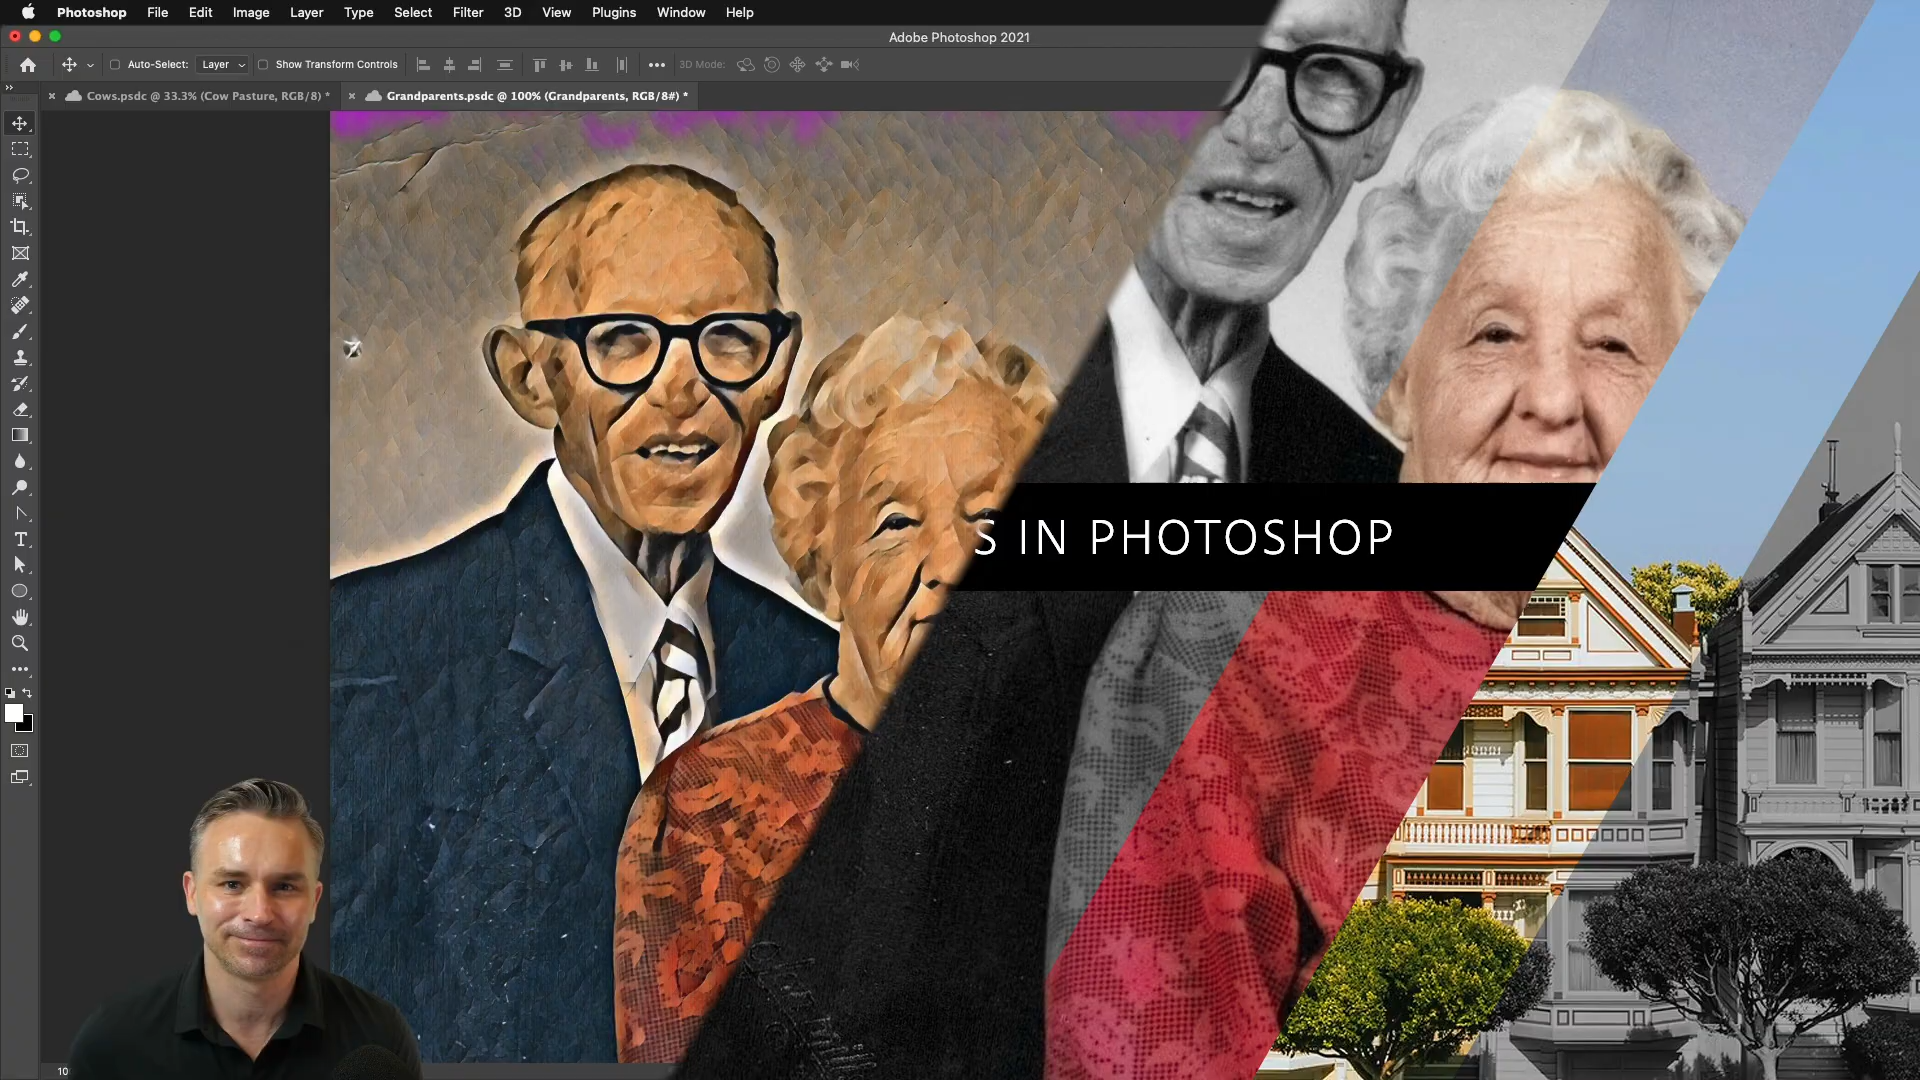 Photoshop File Edit Image Layer Type Select Filter 3D View Plugins Window Help
Adobe Photoshop 2021
Auto-Select: Layer Show Transform Controls 3D Mode:
Cows.psdc @ 33.3% (Cow Pasture, RGB/8) * Grandparents.psdc @ 100% (Grandparents, RGB/8#) *
S IN PHOTOSHOP
10